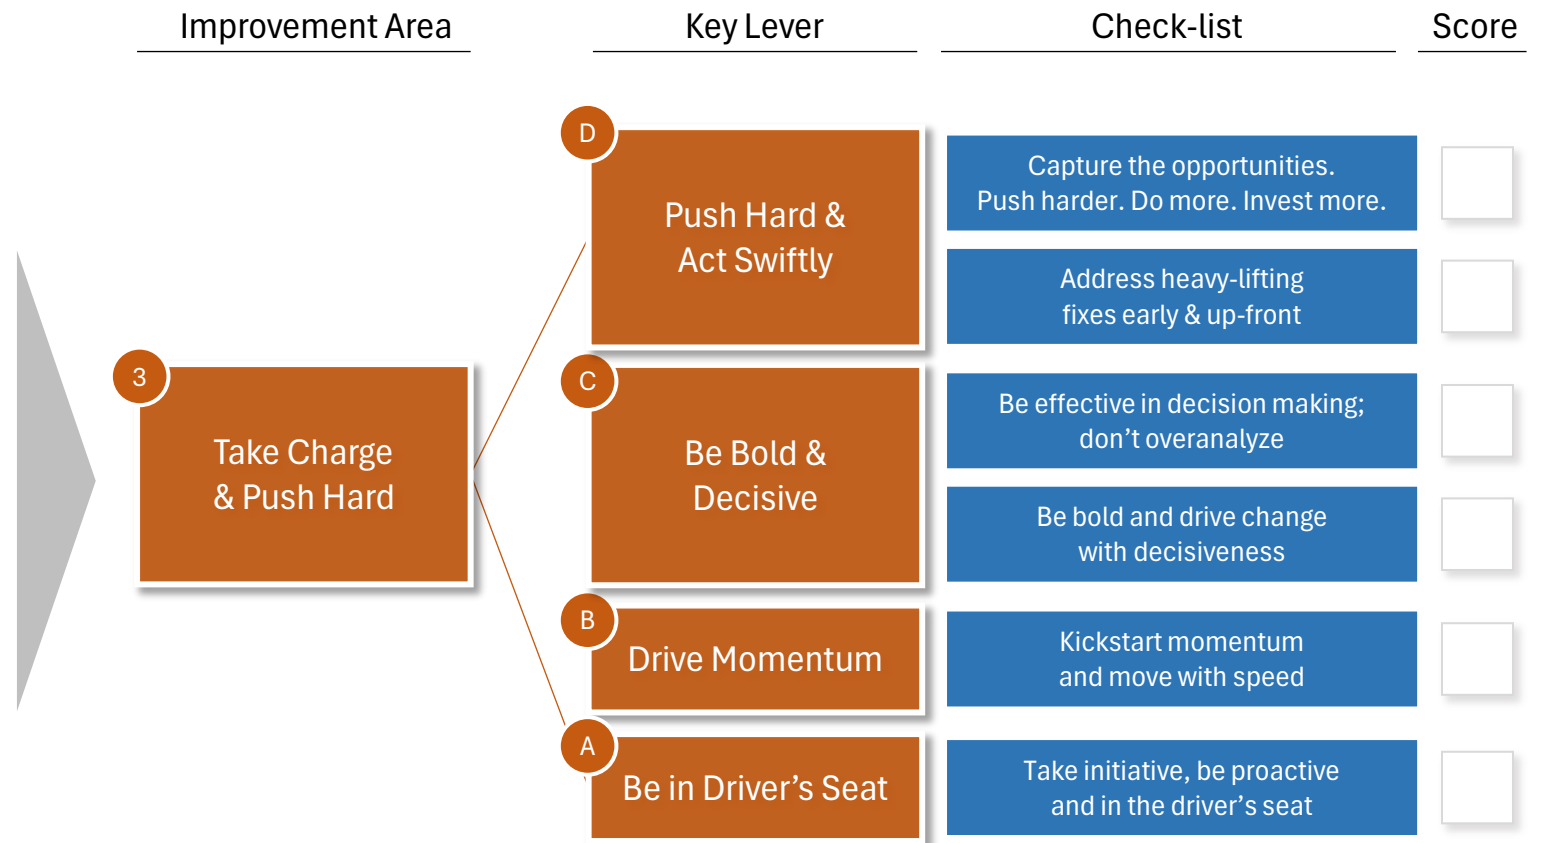 Improvement Area
Key Lever
Check-list
Score
3
Take Charge
& Push Hard
D
Push Hard &
Act Swiftly
Capture the opportunities.
Push harder. Do more. Invest more.
Address heavy-lifting
fixes early & up-front
C
Be Bold &
Decisive
Be effective in decision making;
don’t overanalyze
Be bold and drive change
with decisiveness
B
Drive Momentum
Kickstart momentum
and move with speed
A
Be in Driver’s Seat
Take initiative, be proactive
and in the driver’s seat